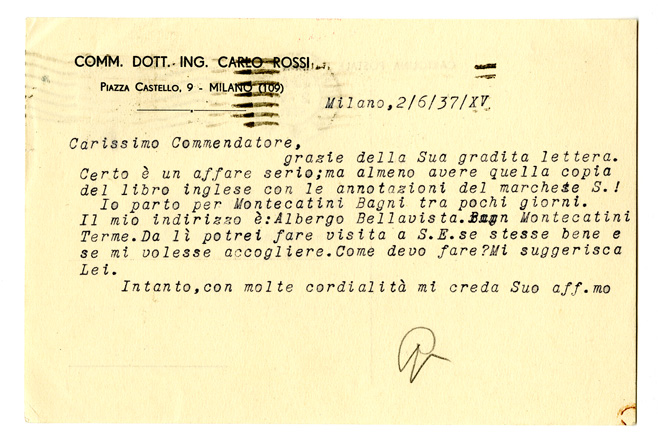 COMM. DOTT. ING. CARLO ROSSI
PIAZZA CASTELLO, 9 - MILANO (109)
Milano,2/6/37/XV
Carissimo Commendatore,
grazie della Sua gradita lettera.
Certo è un affare serio;ma almeno avere quella copia
del libro inglese con le annotazioni del marchese S.!
Io parto per Montecatini Bagni tra pochi giorni.
Il mio indirizzo è:Albergo Bellavista. Montecatini
Terme.Da lì potrei fare visita a S.E.se stesse bene e
se mi volesse accogliere.Come devo fare?Mi suggerisca
Lei.
Intanto,con molte cordialità mi creda Suo aff.mo